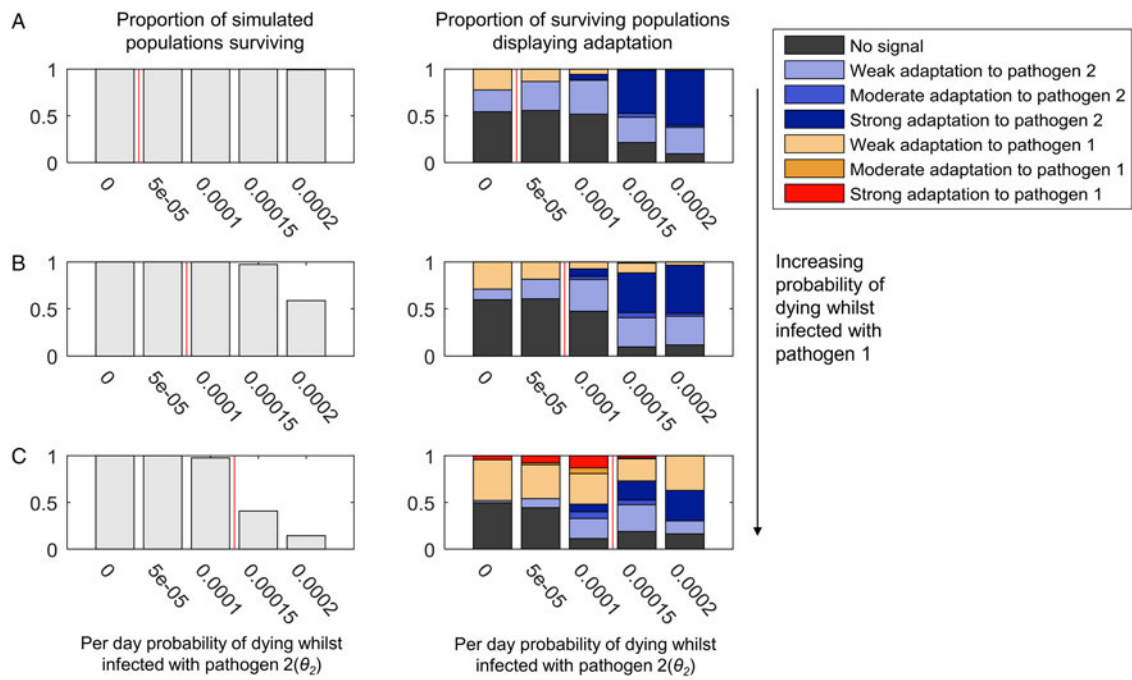 A
Proportion of simulated
populations surviving
Proportion of surviving populations
displaying adaptation
1
0.5
0
0
5e-05
0.0001
0.00015
0.0002
1
0.5
0
0
5e-05
0.0001
0.00015
0.0002
No signal
Weak adaptation to pathogen 2
Moderate adaptation to pathogen 2
Strong adaptation to pathogen 2
Weak adaptation to pathogen 1
Moderate adaptation to pathogen 1
Strong adaptation to pathogen 1
B
1
0.5
0
0
5e-05
0.0001
0.00015
0.0002
1
0.5
0
0
5e-05
0.0001
0.00015
0.0002
Increasing
probability of
dying whilst
infected with
pathogen 1
C
1
0.5
0
0
5e-05
0.0001
0.00015
0.0002
1
0.5
0
0
5e-05
0.0001
0.00015
0.0002
Per day probability of dying whilst
infected with pathogen 2(θ₂)
Per day probability of dying whilst
infected with pathogen 2(θ₂)